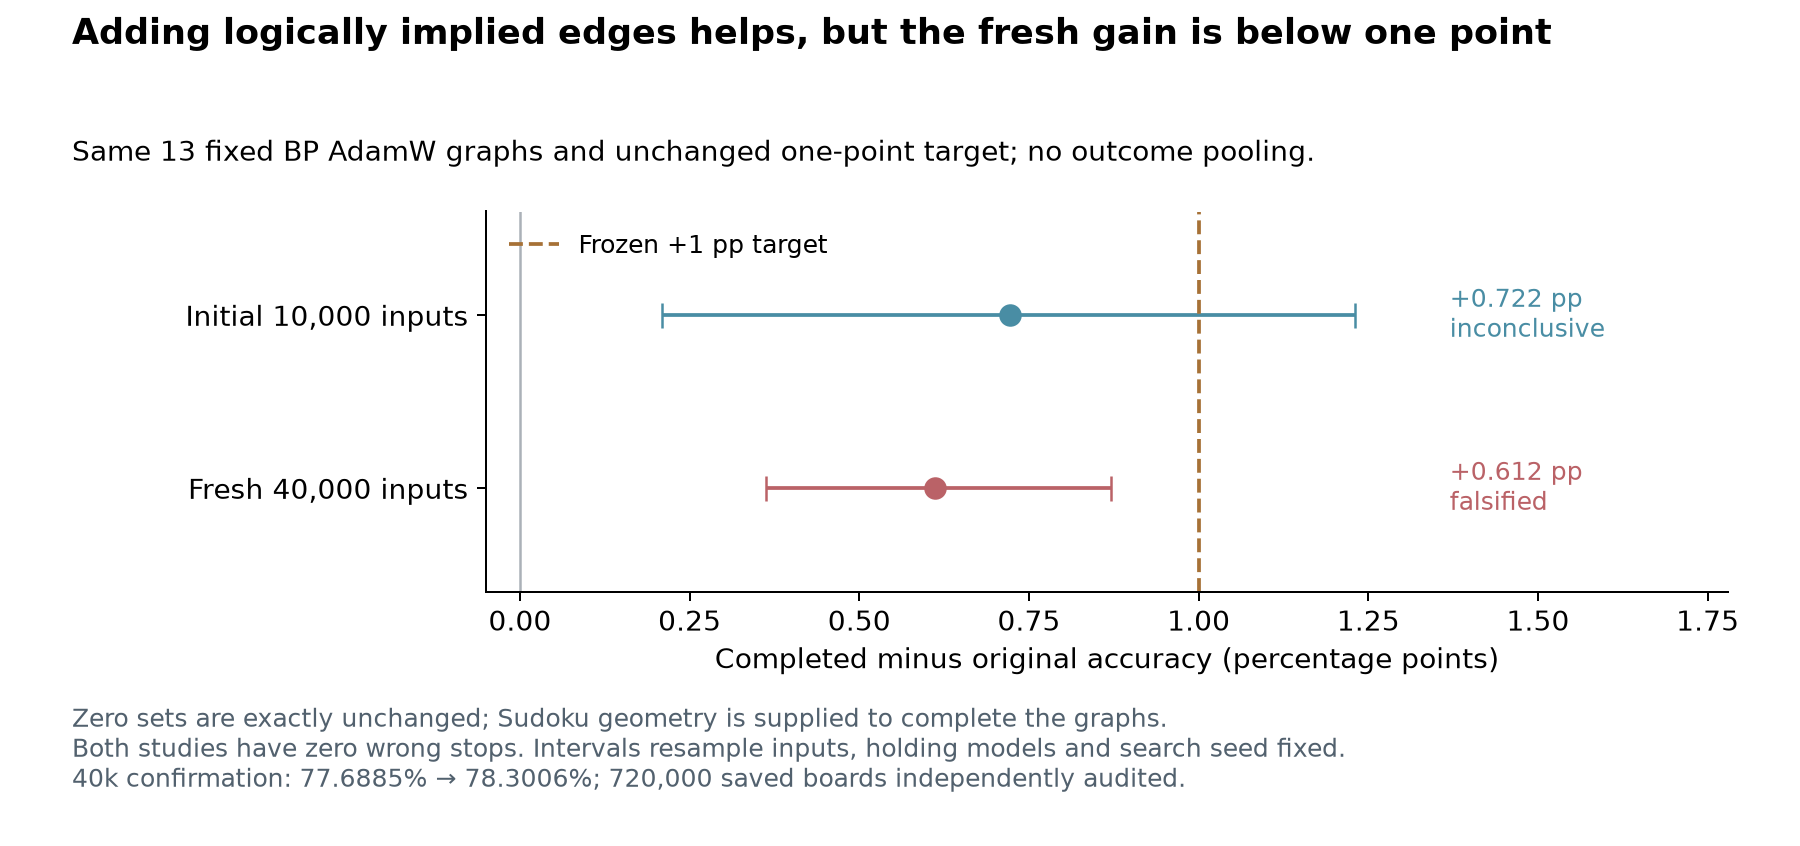 Adding logically implied edges helps, but the fresh gain is below one point
Same 13 fixed BP AdamW graphs and unchanged one-point target; no outcome pooling.
Frozen +1 pp target
Initial 10,000 inputs
+0.722 pp
inconclusive
Fresh 40,000 inputs
+0.612 pp
falsified
0.00 0.25 0.50 0.75 1.00 1.25 1.50 1.75
Completed minus original accuracy (percentage points)
Zero sets are exactly unchanged; Sudoku geometry is supplied to complete the graphs.
Both studies have zero wrong stops. Intervals resample inputs, holding models and search seed fixed.
40k confirmation: 77.6885% → 78.3006%; 720,000 saved boards independently audited.